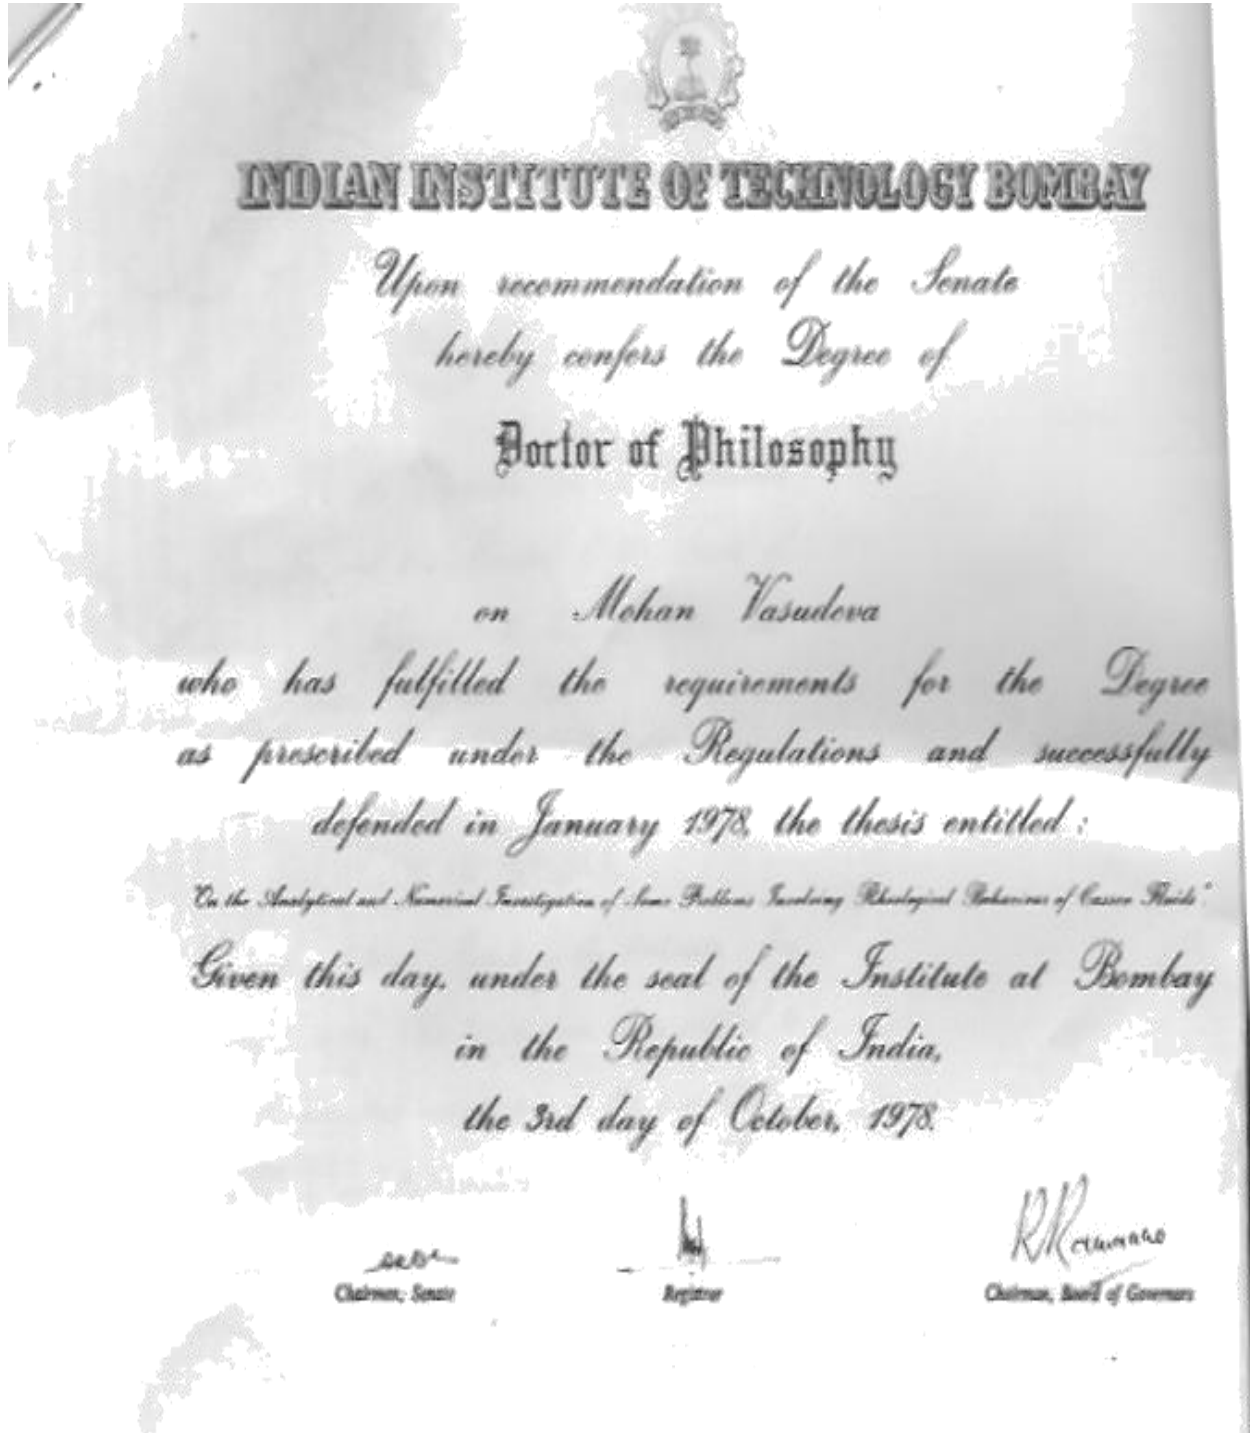 INDIAN INSTITUTE OF TECHNOLOGY BOMBAY
Upon recommendation of the Senate
hereby confers the Degree of
Doctor of Philosophy
on Mohan Vasudeva
who has fulfilled the requirements for the Degree
as prescribed under the Regulations and successfully
defended in January 1978, the thesis entitled :
"On the Analytical and Numerical Investigation of Some Problems Involving Rheological Behaviour of Casson Fluids".
Given this day, under the seal of the Institute at Bombay
in the Republic of India,
the 3rd day of October, 1978.
Chairman, Senate Registrar Chairman, Board of Governors